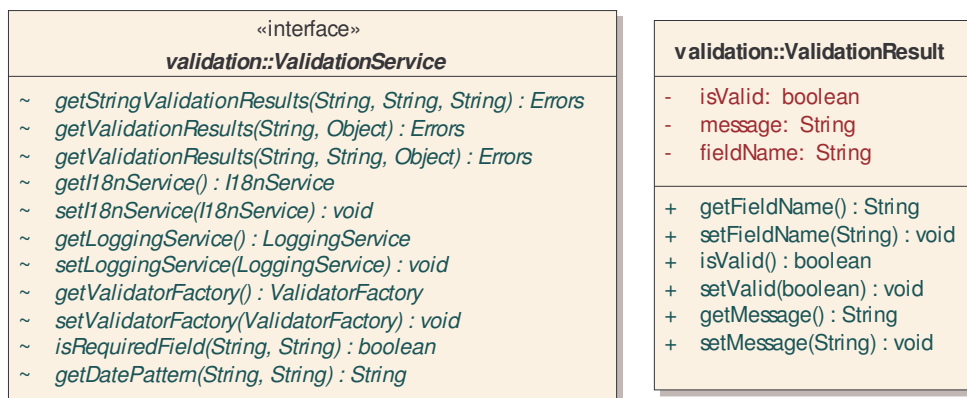 «interface»
validation::ValidationService
~ getStringValidationResults(String, String, String) : Errors
~ getValidationResults(String, Object) : Errors
~ getValidationResults(String, String, Object) : Errors
~ getI18nService() : I18nService
~ setI18nService(I18nService) : void
~ getLoggingService() : LoggingService
~ setLoggingService(LoggingService) : void
~ getValidatorFactory() : ValidatorFactory
~ setValidatorFactory(ValidatorFactory) : void
~ isRequiredField(String, String) : boolean
~ getDatePattern(String, String) : String
validation::ValidationResult
- isValid: boolean
- message: String
- fieldName: String
+ getFieldName() : String
+ setFieldName(String) : void
+ isValid() : boolean
+ setValid(boolean) : void
+ getMessage() : String
+ setMessage(String) : void